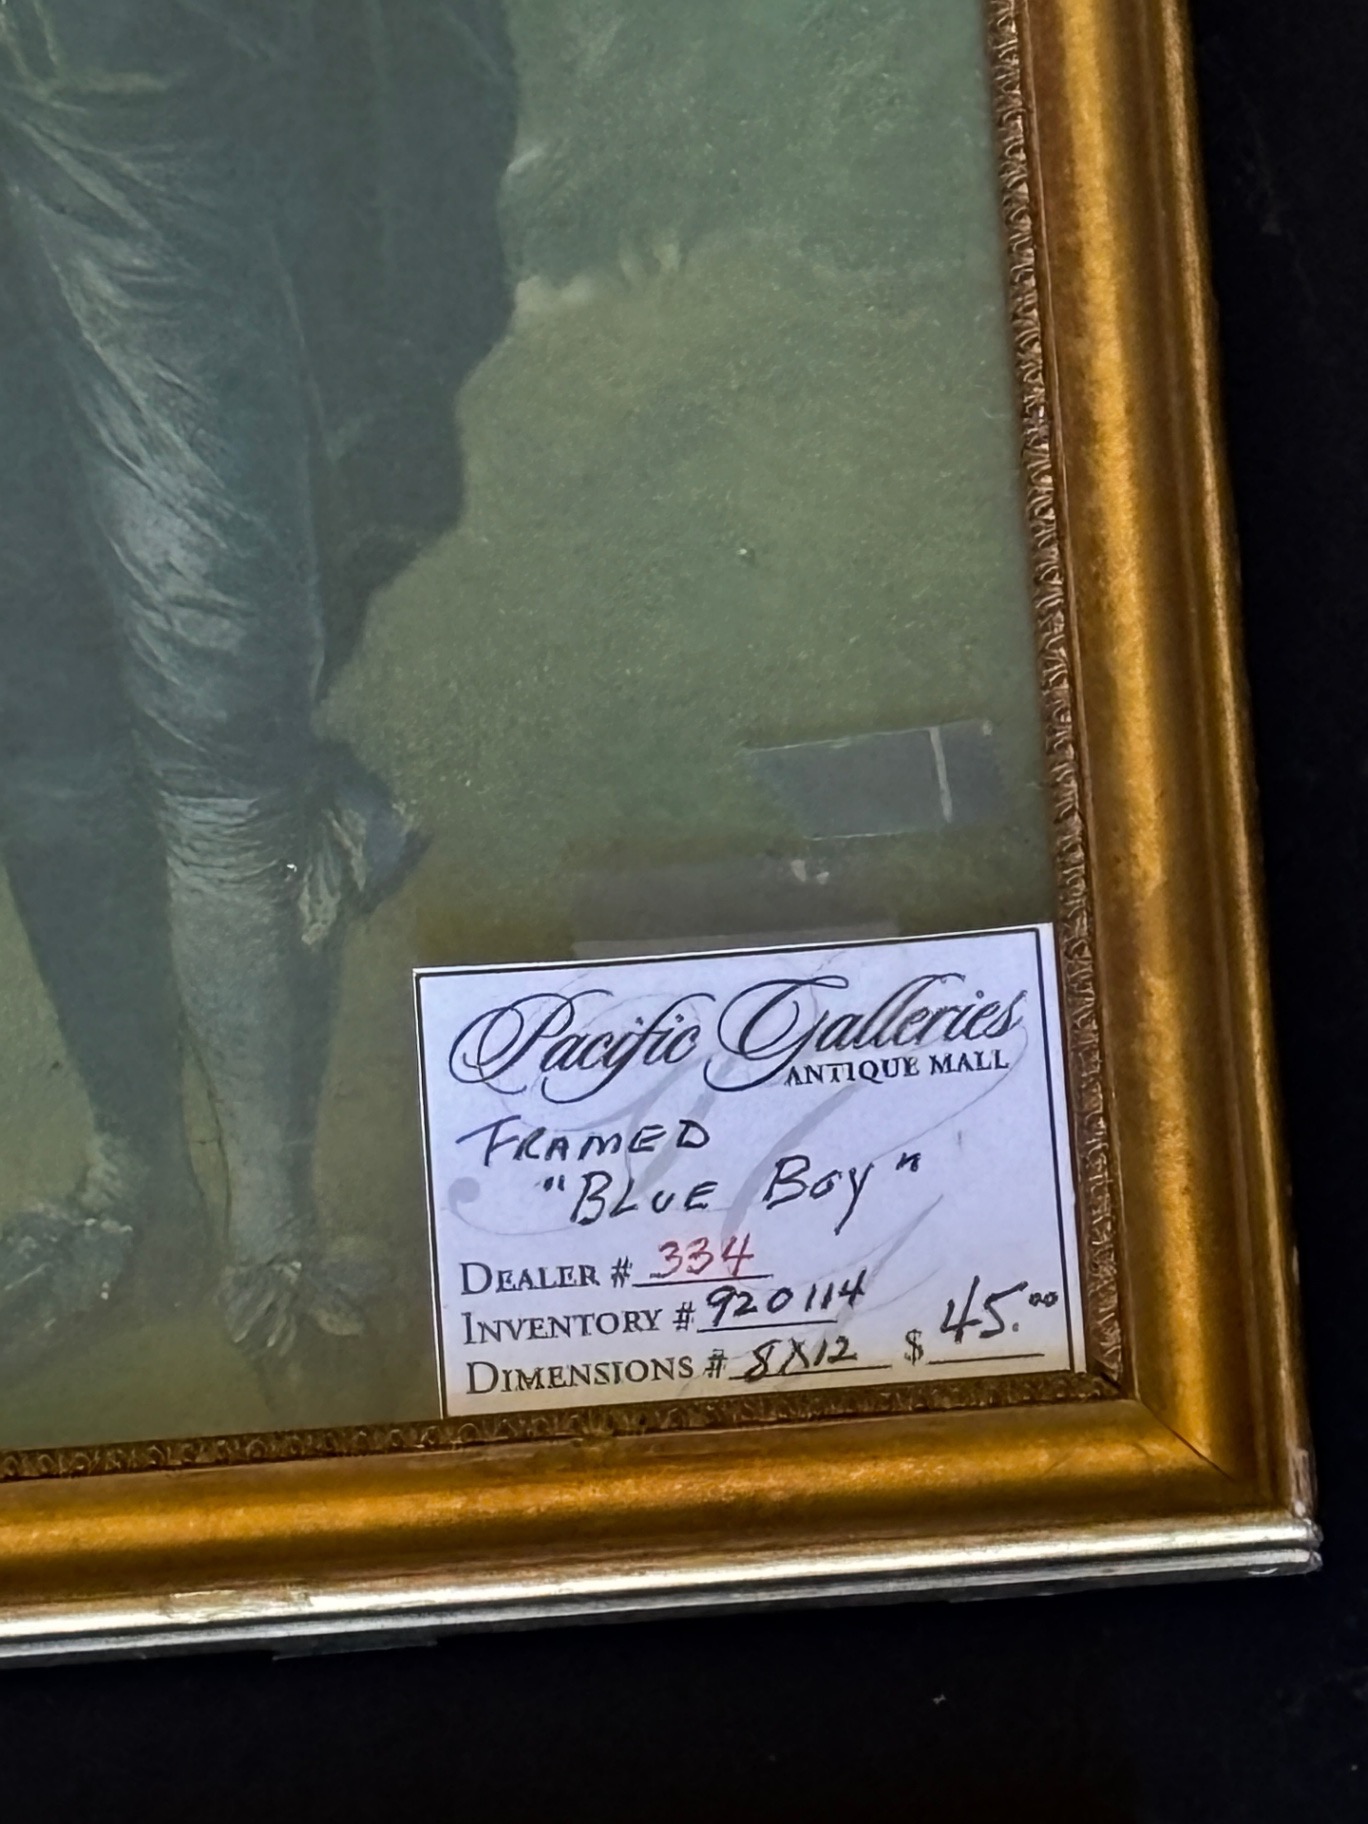 Pacific Galleries
ANTIQUE MALL
FRAMED
"BLUE BOY"
DEALER # 334
INVENTORY # 920114
DIMENSIONS # 8X12 $ 45.00